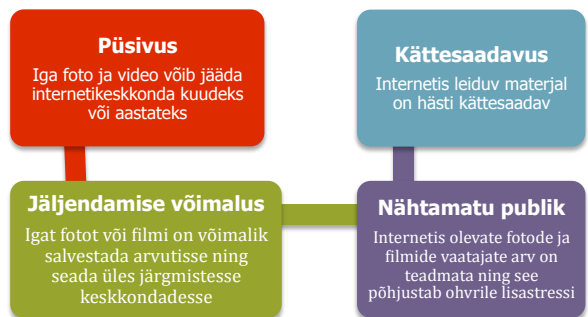 Püsivus
Iga foto ja video võib jääda
internetikeskkonda kuudeks
või aastateks
Jäljendamise võimalus
Igat fotot või filmi on võimalik
salvestada arvutisse ning
seada üles järgmistesse
keskkondadesse
Nähtamatu publik
Internetis olevate fotode ja
filmide vaatajate arv on
teadmata ning see
põhjustab ohvrile lisastressi
Kättesaadavus
Internetis leiduv materjal
on hästi kättesaadav